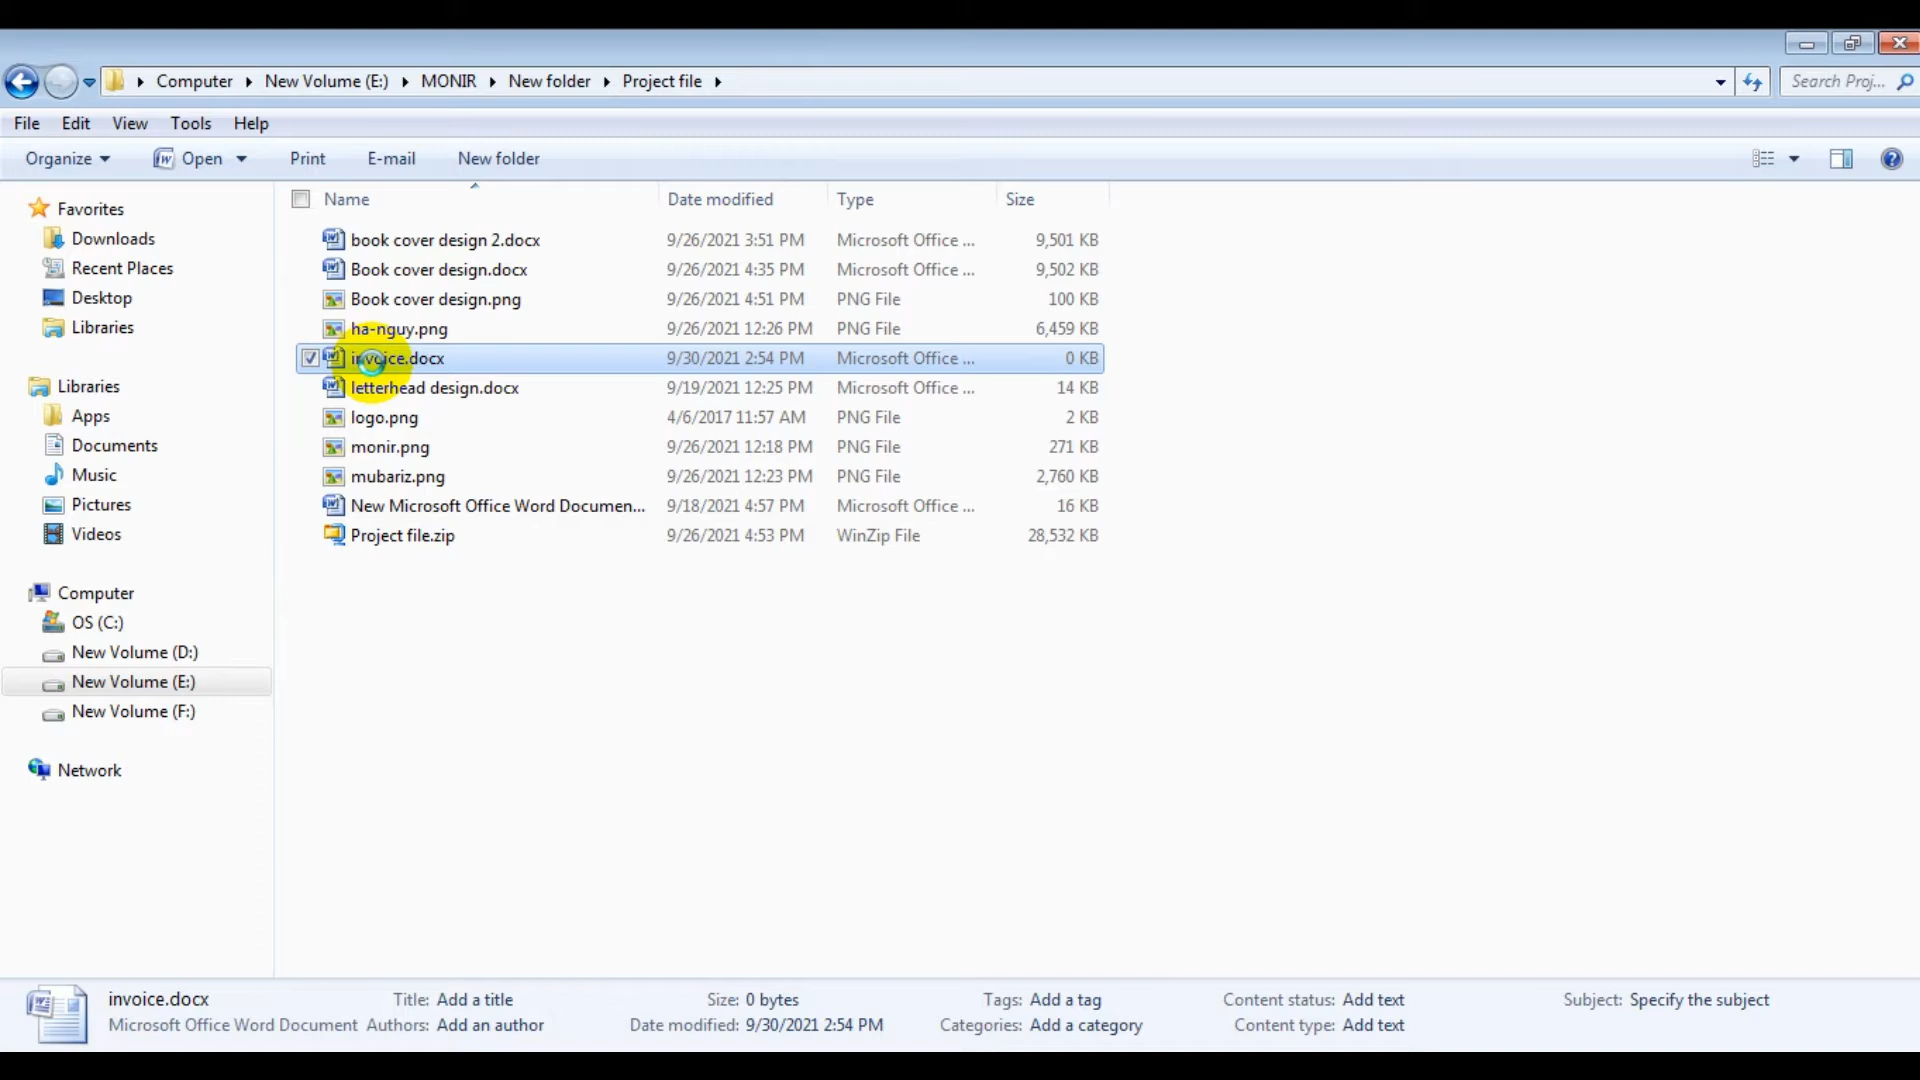 Computer New Volume (E:) MONIR New folder Project file Search Proj...
File Edit View Tools Help
Organize Open Print E-mail New folder
Name Date modified Type Size
Favorites
Downloads
Recent Places
Desktop
Libraries
Libraries
Apps
Documents
Music
Pictures
Videos
Computer
OS (C:)
New Volume (D:)
New Volume (E:)
New Volume (F:)
Network
book cover design 2.docx 9/26/2021 3:51 PM Microsoft Office ... 9,501 KB
Book cover design.docx 9/26/2021 4:35 PM Microsoft Office ... 9,502 KB
Book cover design.png 9/26/2021 4:51 PM PNG File 100 KB
ha-nguy.png 9/26/2021 12:26 PM PNG File 6,459 KB
invoice.docx 9/30/2021 2:54 PM Microsoft Office ... 0 KB
letterhead design.docx 9/19/2021 12:25 PM Microsoft Office ... 14 KB
logo.png 4/6/2017 11:57 AM PNG File 2 KB
monir.png 9/26/2021 12:18 PM PNG File 271 KB
mubariz.png 9/26/2021 12:23 PM PNG File 2,760 KB
New Microsoft Office Word Documen... 9/18/2021 4:57 PM Microsoft Office ... 16 KB
Project file.zip 9/26/2021 4:53 PM WinZip File 28,532 KB
invoice.docx Title: Add a title Size: 0 bytes Tags: Add a tag Content status: Add text Subject: Specify the subject
Microsoft Office Word Document Authors: Add an author Date modified: 9/30/2021 2:54 PM Categories: Add a category Content type: Add text